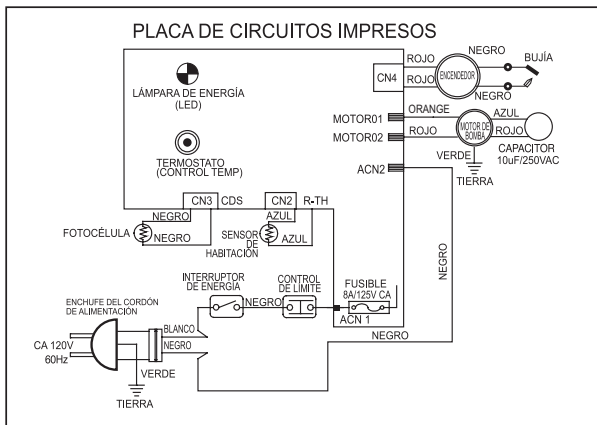 PLACA DE CIRCUITOS IMPRESOS
LÁMPARA DE ENERGÍA
(LED)
TERMOSTATO
(CONTROL TEMP)
CN4
ROJO
ROJO
ENCENDEDOR
NEGRO
NEGRO
BUJÍA
MOTOR01
MOTOR02
ORANGE
ROJO
MOTOR DE
BOMBA
AZUL
ROJO
CAPACITOR
10uF/250VAC
VERDE
TIERRA
ACN2
CN3
CDS
CN2
R-TH
NEGRO
NEGRO
FOTOCÉLULA
AZUL
AZUL
SENSOR
DE
HABITACIÓN
NEGRO
INTERRUPTOR
DE ENERGÍA
NEGRO
CONTROL
DE LIMITE
FUSIBLE
8A/125V CA
ACN 1
NEGRO
ENCHUFE DEL CORDÓN
DE ALIMENTACIÓN
BLANCO
NEGRO
CA 120V
60Hz
VERDE
TIERRA